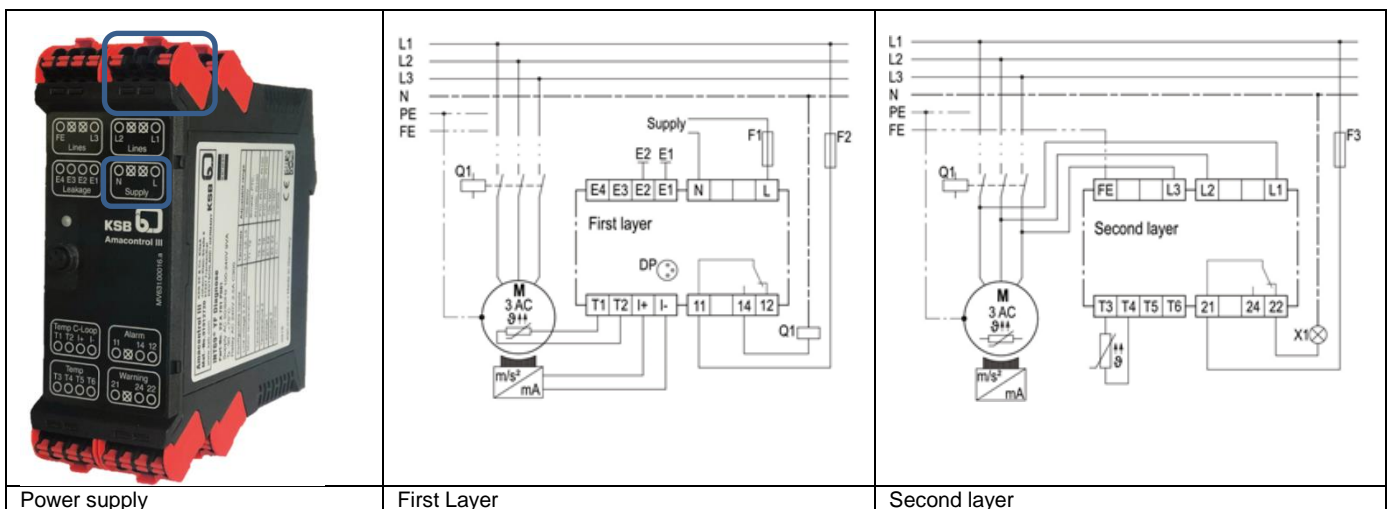 FE L3
Lines
L2 L1
Lines
E4 E3 E2 E1
Leakage
N L
Supply
KSB
Amacontrol III
MV63100016.a
Temp C-Loop
T1 T2 I+ I-
Alarm
11 14 12
Temp
T3 T4 T5 T6
Warning
21 24 22
KSB
Amacontrol III
Power supply
L1
L2
L3
N
PE
FE
Supply
F1
F2
E2 E1
Q1
E4 E3 E2 E1 N L
First layer
DP
M
3 AC
ϑ
T1 T2 I+ I- 11 14 12
Q1
m/s²
mA
First Layer
L1
L2
L3
N
PE
FE
F3
Q1
FE L3 L2 L1
Second layer
M
3 AC
ϑ
T3 T4 T5 T6 21 24 22
ϑ
X1
m/s²
mA
Second layer